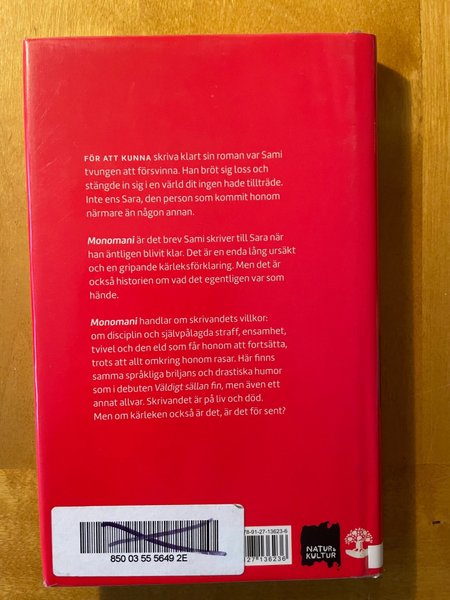 FÖR ATT KUNNA skriva klart sin roman var Sami
tvungen att försvinna. Han bröt sig loss och
stängde in sig i en värld dit ingen hade tillträde.
Inte ens Sara, den person som kommit honom
närmare än någon annan.
Monomani är det brev Sami skriver till Sara när
han äntligen blivit klar. Det är en enda lång ursäkt
och en gripande kärleksförklaring. Men det är
också historien om vad det egentligen var som
hände.
Monomani handlar om skrivandets villkor:
om disciplin och självpålagda straff, ensamhet,
tvivel och den eld som får honom att fortsätta,
trots att allt omkring honom rasar. Här finns
samma språkliga briljans och drastiska humor
som i debuten Väldigt sällan fin, men även ett
annat allvar. Skrivandet är på liv och död.
Men om kärleken också är det, är det för sent?
78-91-27-13623-6
850 03 55 5649 2E
27136236
NATUR &
KULTUR